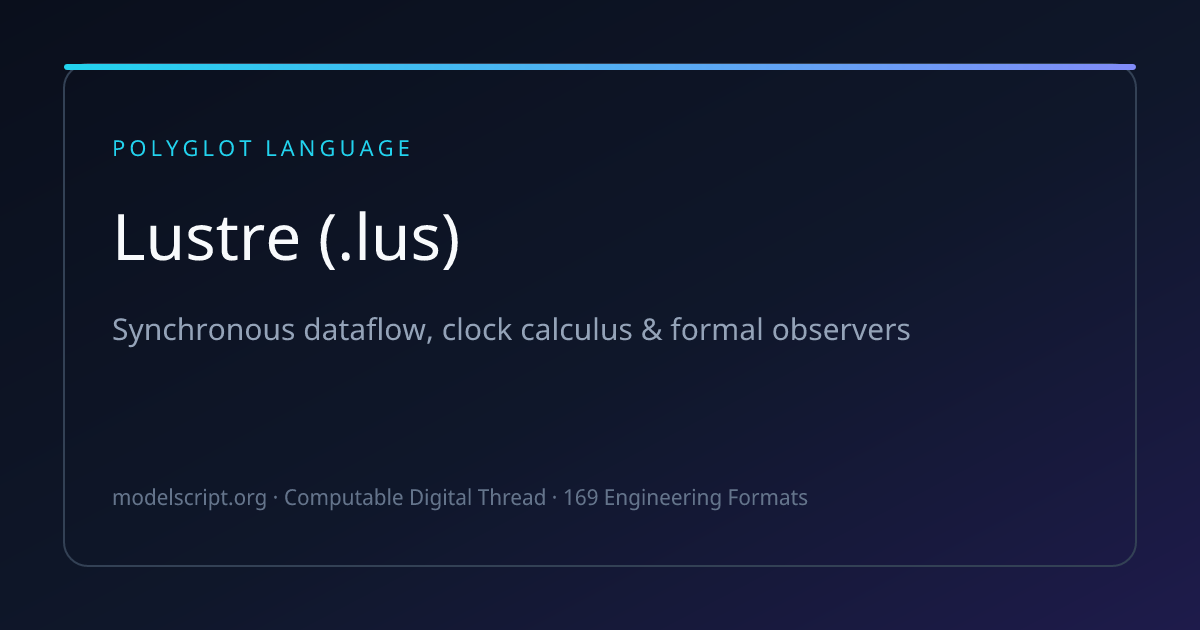 POLYGLOT LANGUAGE
Lustre (.lus)
Synchronous dataflow, clock calculus & formal observers
modelscript.org · Computable Digital Thread · 169 Engineering Formats